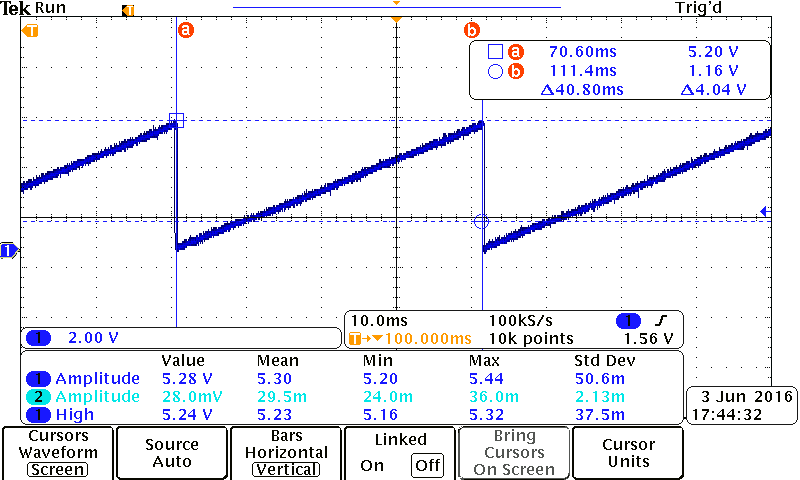 Tek Run Trig'd
T
a b
a 70.60ms 5.20 V
b 111.4ms 1.16 V
Δ40.80ms Δ4.04 V
1
1 2.00 V
10.0ms 100kS/s 1
T→▼100.000ms 10k points 1.56 V
Value Mean Min Max Std Dev
1 Amplitude 5.28 V 5.30 5.20 5.44 50.6m
2 Amplitude 28.0mV 29.5m 24.0m 36.0m 2.13m
1 High 5.24 V 5.23 5.16 5.32 37.5m
3 Jun 2016
17:44:32
Cursors
Waveform
Screen
Source
Auto
Bars
Horizontal
Vertical
Linked
On Off
Bring
Cursors
On Screen
Cursor
Units